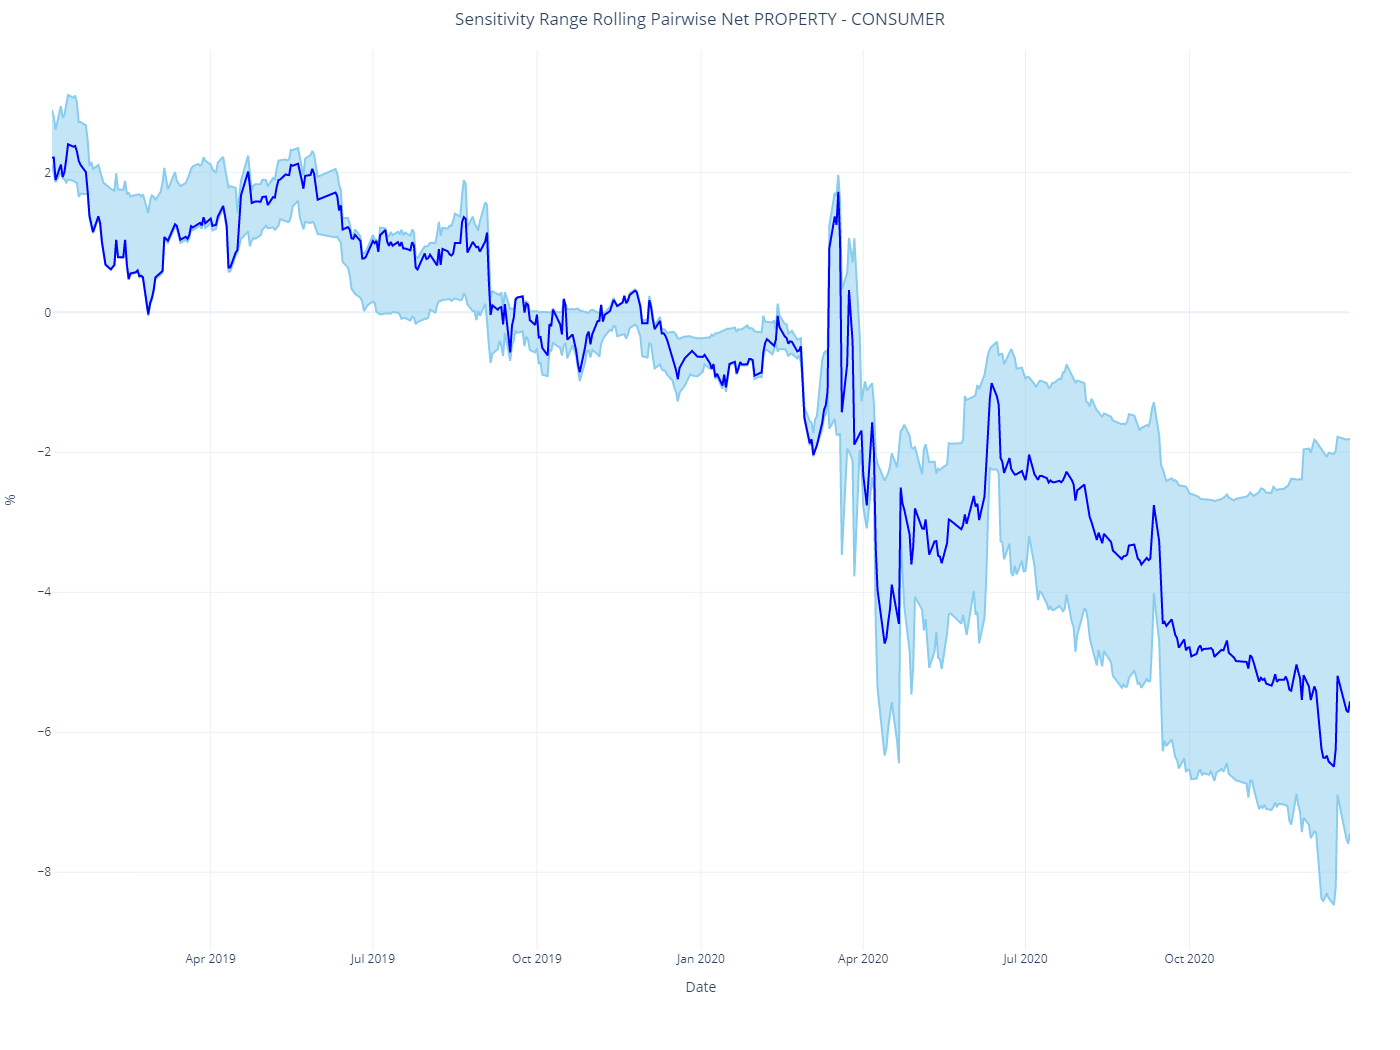 Sensitivity Range Rolling Pairwise Net PROPERTY - CONSUMER
2
0
−2
−4
−6
−8
%
Apr 2019
Jul 2019
Oct 2019
Jan 2020
Apr 2020
Jul 2020
Oct 2020
Date